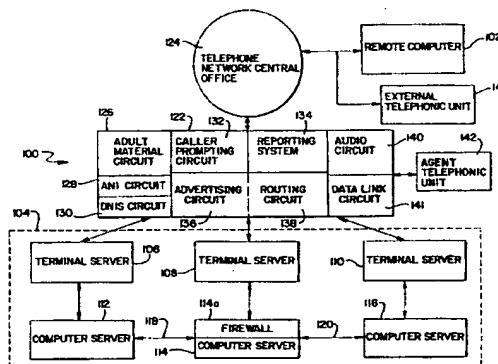 124
TELEPHONE
NETWORK CENTRAL
OFFICE
REMOTE COMPUTER
102
EXTERNAL TELEPHONIC
UNIT
14
100
126
122
132
134
140
142
ADULT
MATERIAL
CIRCUIT
CALLER
PROMPTING
CIRCUIT
REPORTING
SYSTEM
AUDIO
CIRCUIT
AGENT
TELEPHONIC
UNIT
128
ANI CIRCUIT
130
DNIS CIRCUIT
ADVERTISING
CIRCUIT
136
ROUTING
CIRCUIT
138
DATA LINK
CIRCUIT
141
104
TERMINAL SERVER
106
TERMINAL
SERVER
108
TERMINAL SERVER
110
112
COMPUTER SERVER
118
114a
FIREWALL
COMPUTER SERVER
114
120
116
COMPUTER SERVER